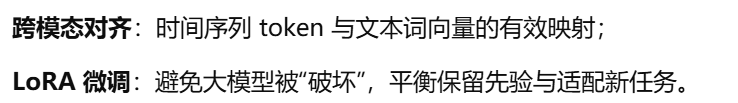 跨模态对齐：时间序列 token 与文本词向量的有效映射；
LoRA 微调：避免大模型被“破坏”，平衡保留先验与适配新任务。